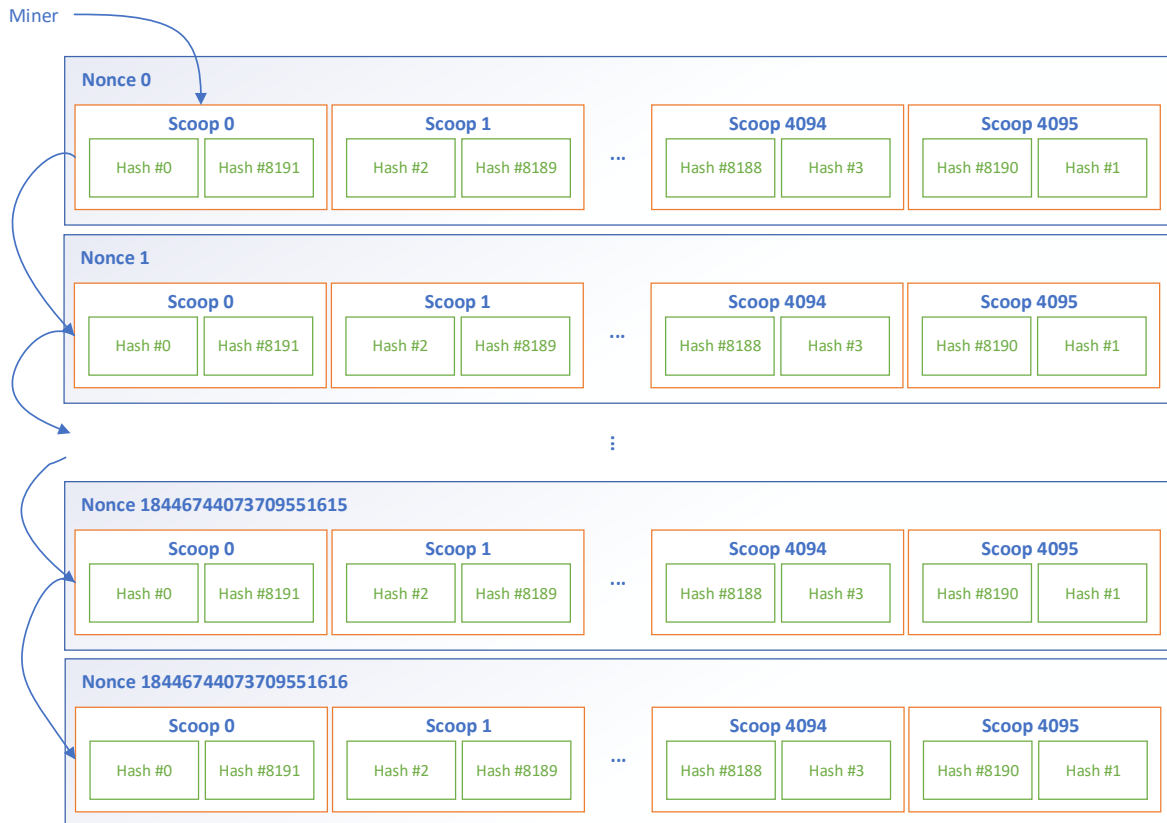 Miner
Nonce 0
Scoop 0 Scoop 1 Scoop 4094 Scoop 4095
Hash #0 Hash #8191 Hash #2 Hash #8189 ... Hash #8188 Hash #3 Hash #8190 Hash #1
Nonce 1
Scoop 0 Scoop 1 Scoop 4094 Scoop 4095
Hash #0 Hash #8191 Hash #2 Hash #8189 ... Hash #8188 Hash #3 Hash #8190 Hash #1
⋮
Nonce 18446744073709551615
Scoop 0 Scoop 1 Scoop 4094 Scoop 4095
Hash #0 Hash #8191 Hash #2 Hash #8189 ... Hash #8188 Hash #3 Hash #8190 Hash #1
Nonce 18446744073709551616
Scoop 0 Scoop 1 Scoop 4094 Scoop 4095
Hash #0 Hash #8191 Hash #2 Hash #8189 ... Hash #8188 Hash #3 Hash #8190 Hash #1